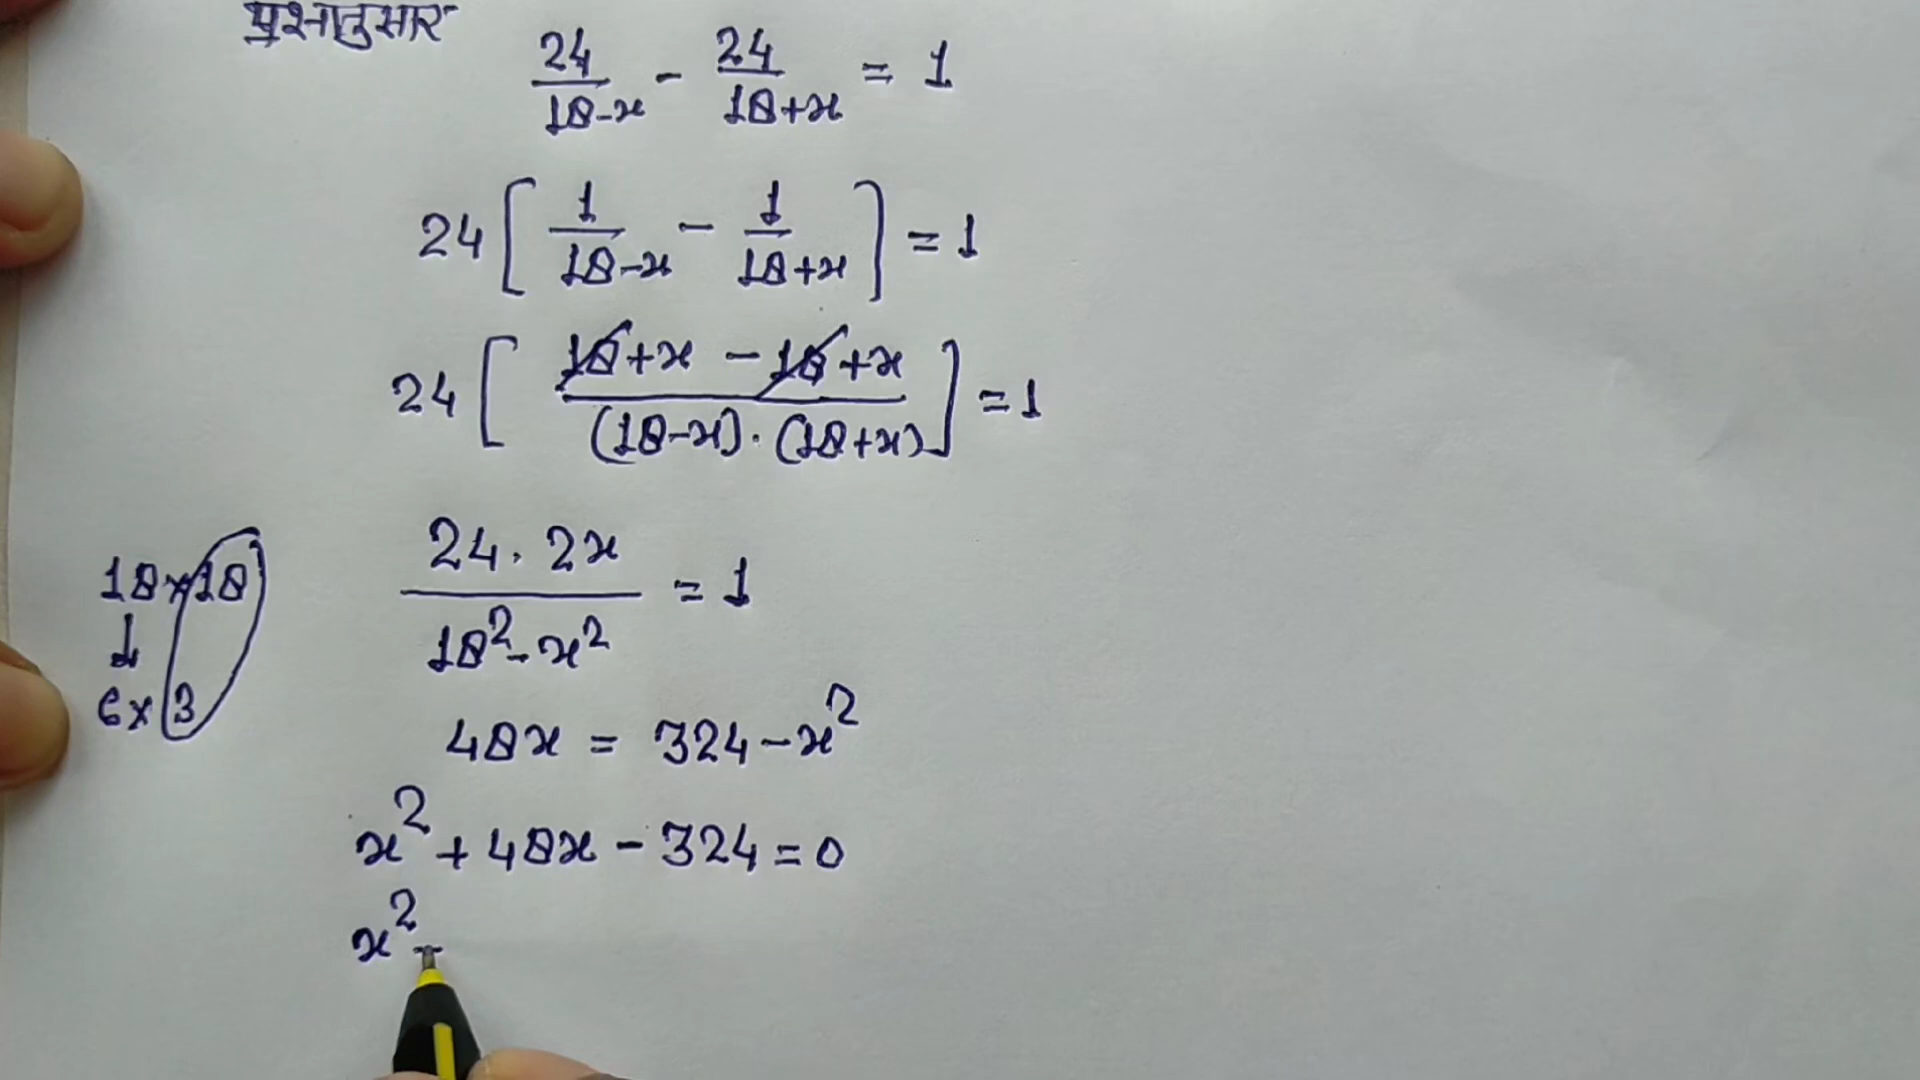 प्रश्नानुसार
24/(18-x) - 24/(18+x) = 1
24 [ 1/(18-x) - 1/(18+x) ] = 1
24 [ (18+x - 18+x)/((18-x)·(18+x)) ] = 1
(24·2x)/(18²-x²) = 1
18×18
↓
6×3
48x = 324-x²
x² + 48x - 324 = 0
x² +